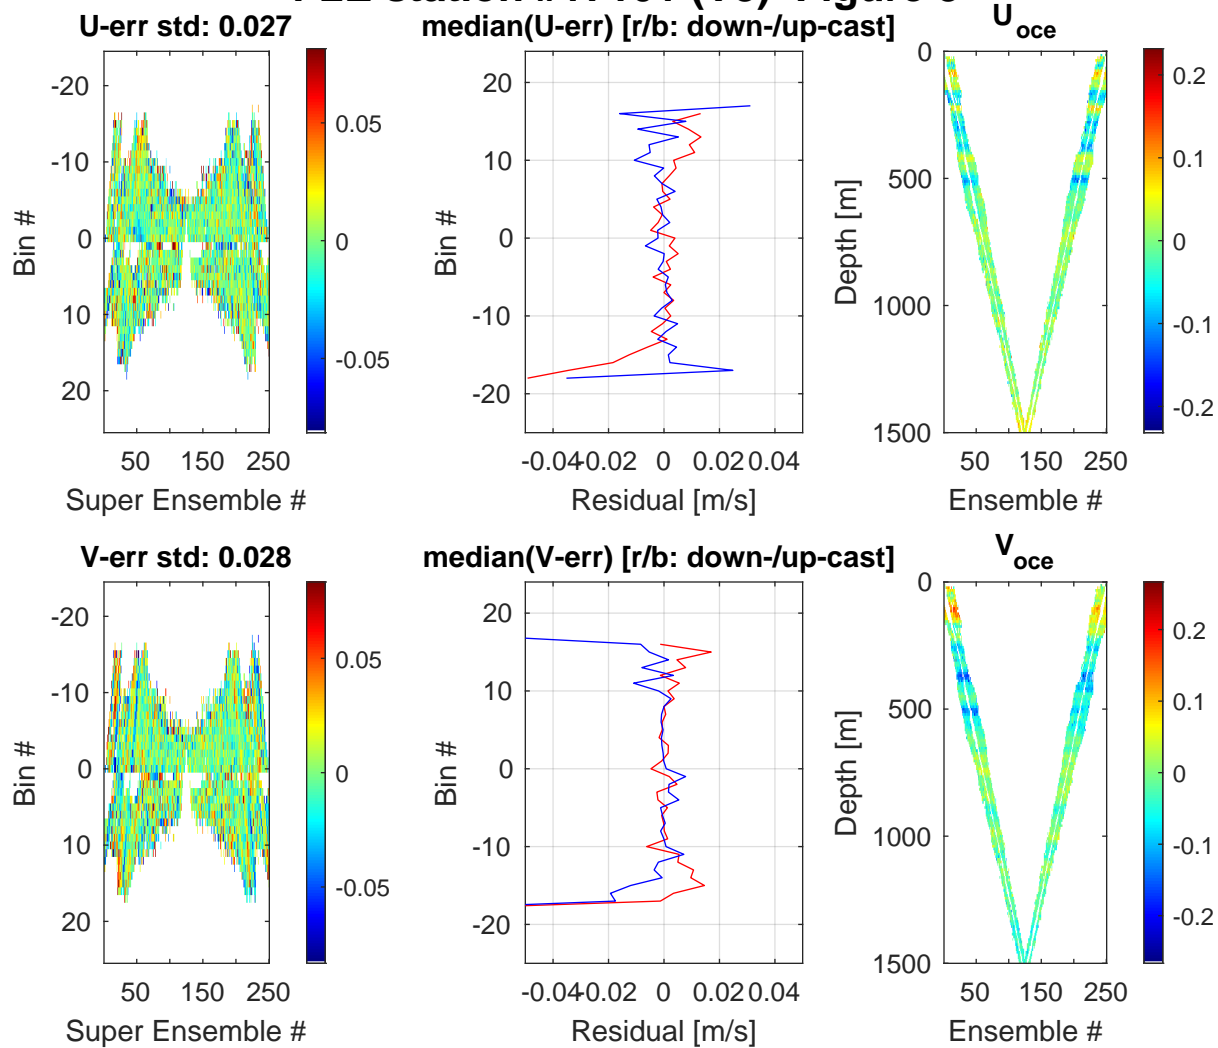 U-err std: 0.027
median(U-err) [r/b: down-/up-cast]
U oce
-20
-10
0
10
20
Bin #
50 150 250
Super Ensemble #
0.05
0
-0.05
20
10
0
-10
-20
Bin #
-0.04 -0.02 0 0.02 0.04
Residual [m/s]
0
500
1000
1500
Depth [m]
50 150 250
Ensemble #
0.2
0.1
0
-0.1
-0.2
V-err std: 0.028
median(V-err) [r/b: down-/up-cast]
V oce
-20
-10
0
10
20
Bin #
50 150 250
Super Ensemble #
0.05
0
-0.05
20
10
0
-10
-20
Bin #
-0.04 -0.02 0 0.02 0.04
Residual [m/s]
0
500
1000
1500
Depth [m]
50 150 250
Ensemble #
0.2
0.1
0
-0.1
-0.2